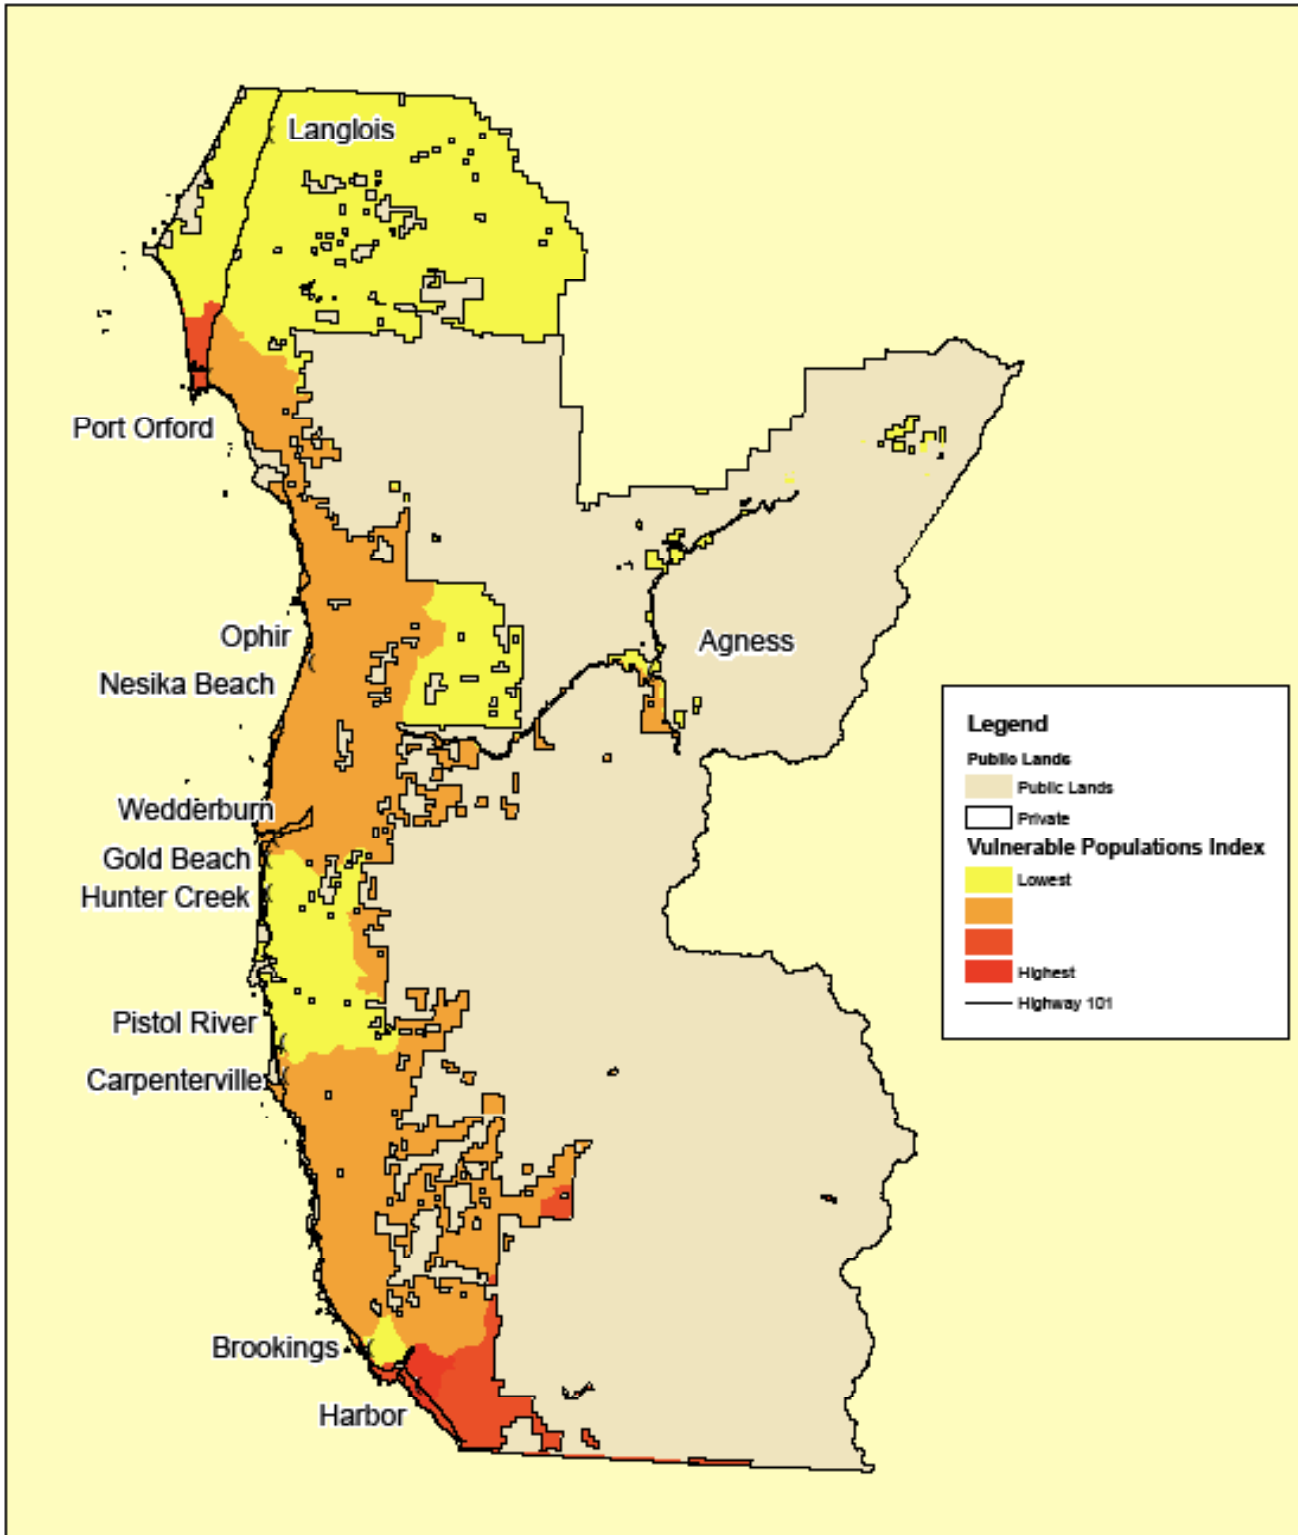 Langlois
Port Orford
Ophir
Agness
Nesika Beach
Wedderburn
Gold Beach
Hunter Creek
Pistol River
Carpenterville
Brookings
Harbor
Legend
Public Lands
Public Lands
Private
Vulnerable Populations Index
Lowest
Highest
Highway 101